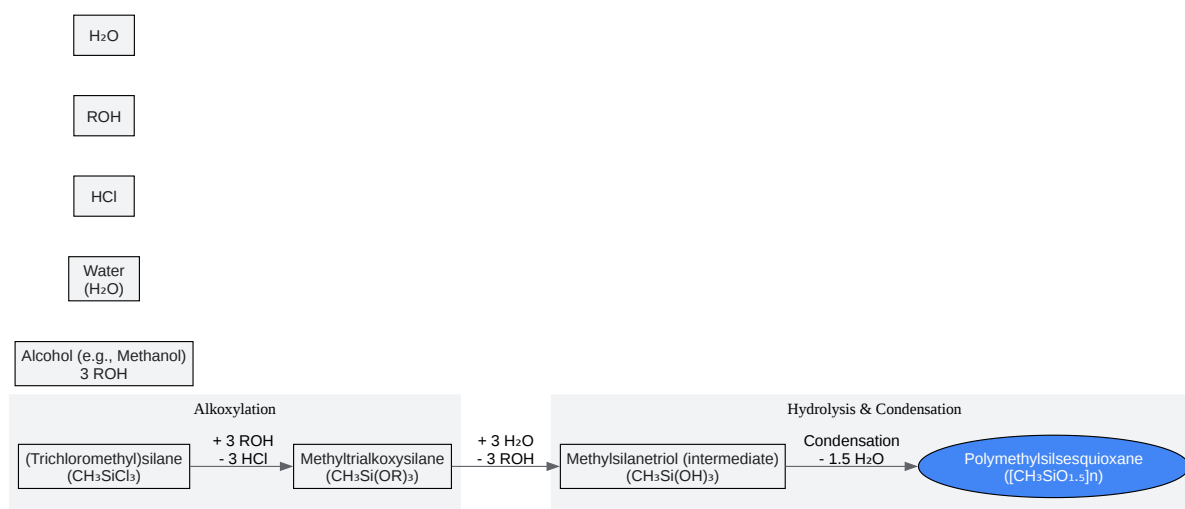 H₂O
ROH
HCl
Water
(H₂O)
Alcohol (e.g., Methanol)
3 ROH
Alkoxylation
Hydrolysis & Condensation
(Trichloromethyl)silane
(CH₃SiCl₃)
+ 3 ROH
- 3 HCl
Methyltrialkoxysilane
(CH₃Si(OR)₃)
+ 3 H₂O
- 3 ROH
Methylsilanetriol (intermediate)
(CH₃Si(OH)₃)
Condensation
- 1.5 H₂O
Polymethylsilsesquioxane
([CH₃SiO₁.₅]n)